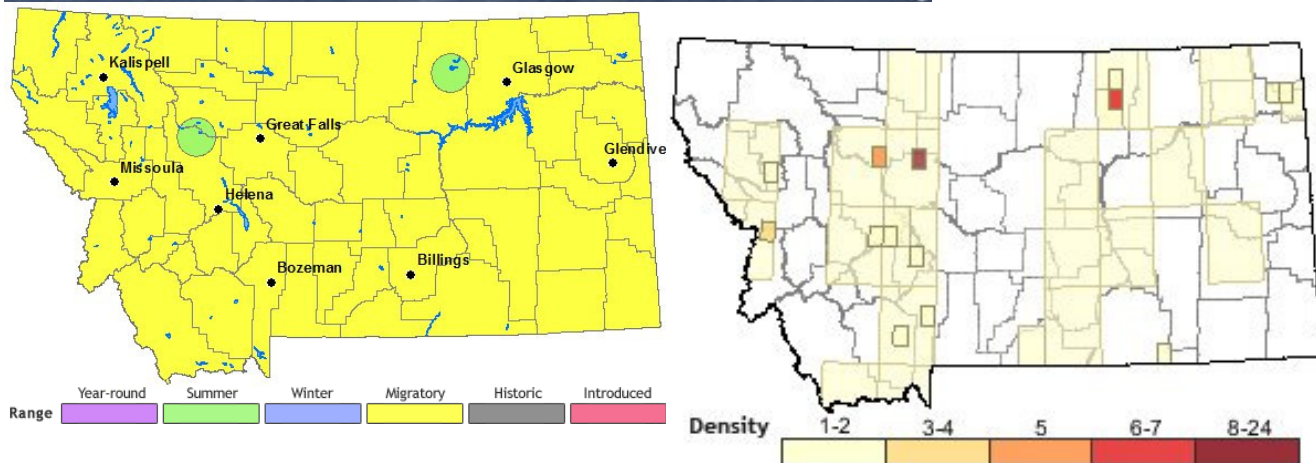 Kalispell
Glasgow
Great Falls
Glendive
Missoula
Helena
Bozeman
Billings
Year-round Summer Winter Migratory Historic Introduced
Range
Density 1-2 3-4 5 6-7 8-24